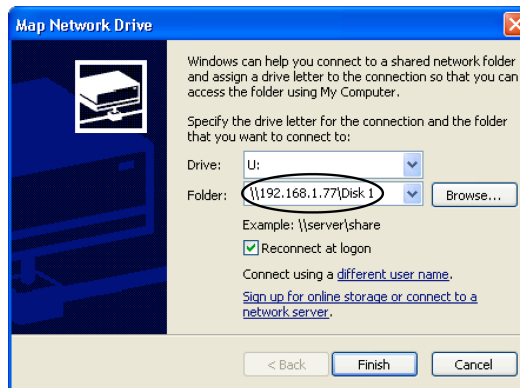 Map Network Drive
Windows can help you connect to a shared network folder
and assign a drive letter to the connection so that you can
access the folder using My Computer.
Specify the drive letter for the connection and the folder
that you want to connect to:
Drive: U:
Folder: \\192.168.1.77\Disk 1 Browse...
Example: \\server\share
Reconnect at logon
Connect using a different user name.
Sign up for online storage or connect to a
network server.
< Back Finish Cancel